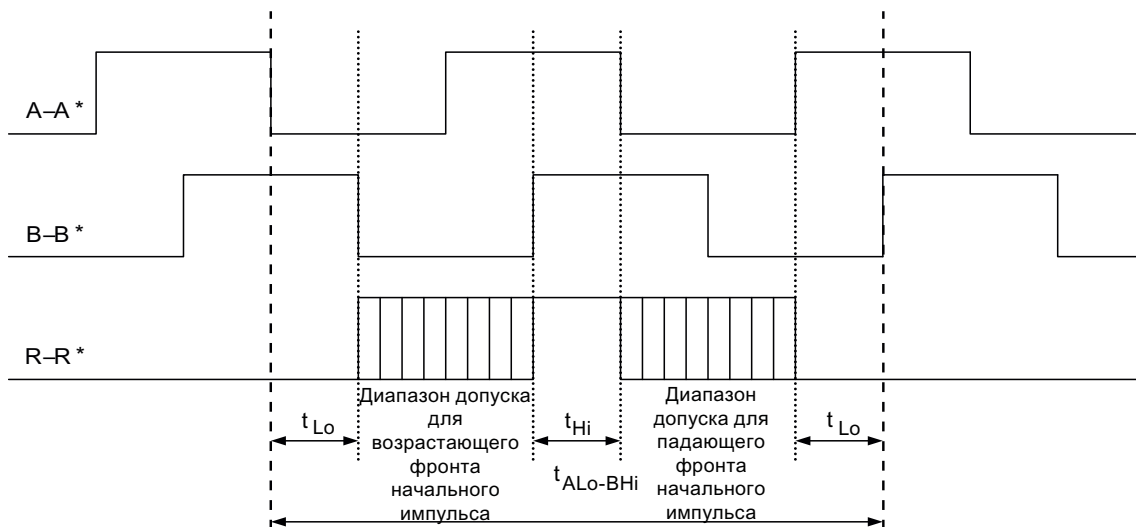 A–A*
B–B*
R–R*
t Lo
Диапазон допуска
для
возрастающего
фронта
начального
импульса
t Hi
t ALo-BHi
Диапазон
допуска для
падающего
фронта
начального
импульса
t Lo